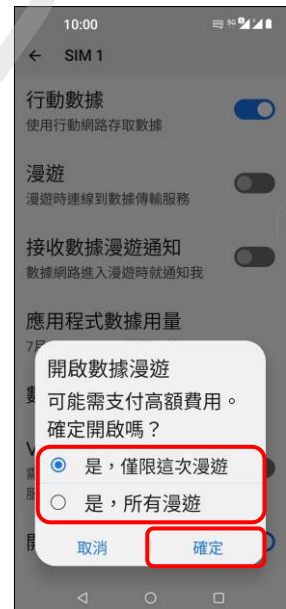 10:00
5G
SIM 1
行動數據
使用行動網路存取數據
漫遊
漫遊時連線到數據傳輸服務
接收數據漫遊通知
數據網路進入漫遊時就通知我
應用程式數據用量
7月
開啟數據漫遊
可能需支付高額費用。
確定開啟嗎？
是，僅限這次漫遊
是，所有漫遊
取消
確定